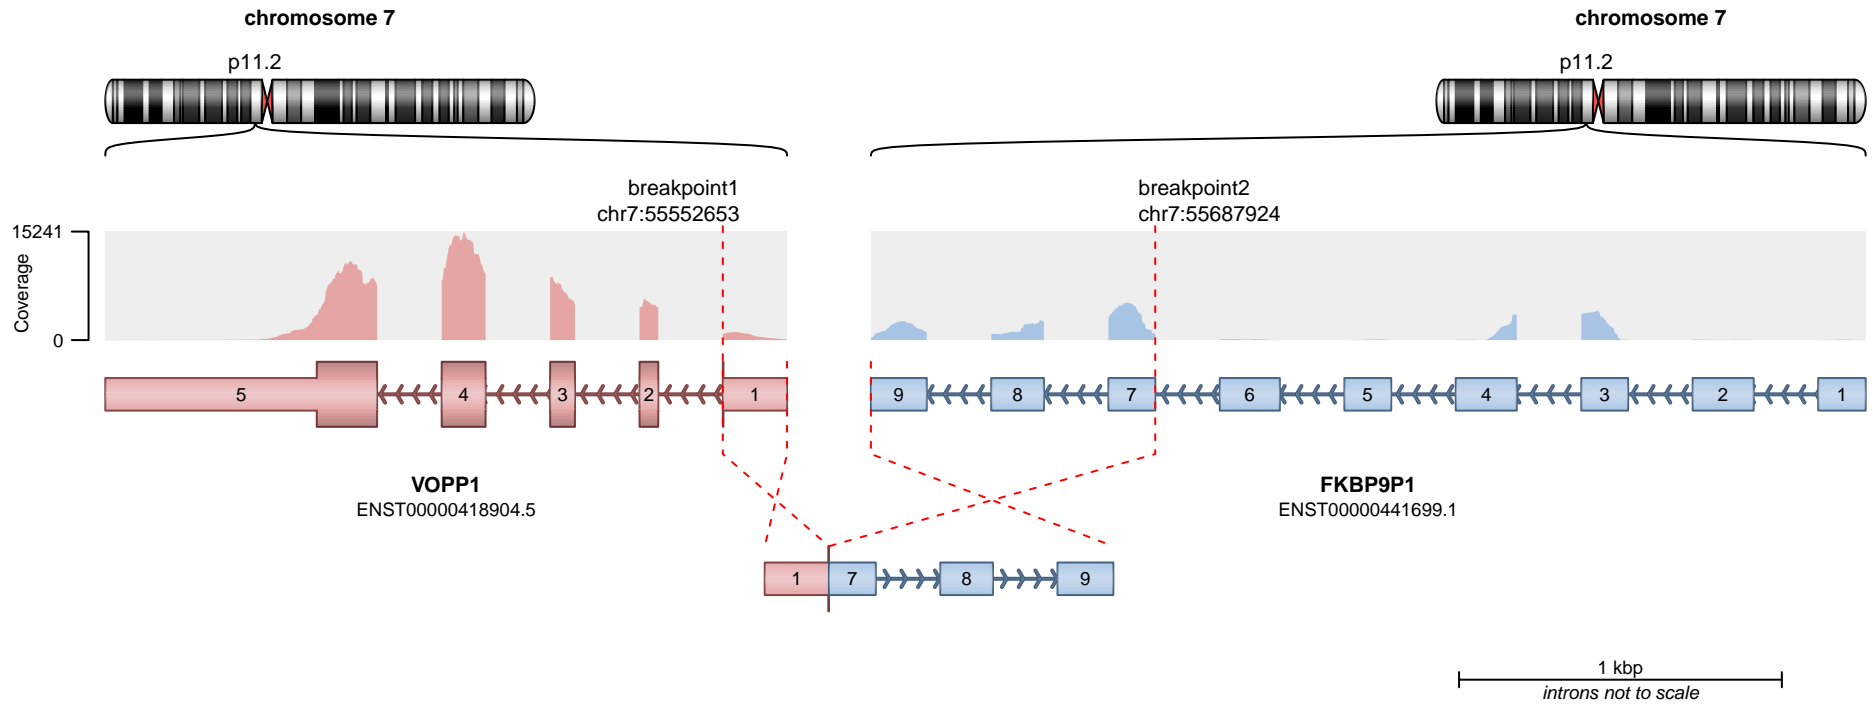 chromosome 7
chromosome 7
p11.2
p11.2
breakpoint1
chr7:55552653
breakpoint2
chr7:55687924
15241
Coverage
0
5 4 3 2 1
9 8 7 6 5 4 3 2 1
VOPP1
ENST00000418904.5
FKBP9P1
ENST00000441699.1
1 7 8 9
1 kbp
introns not to scale